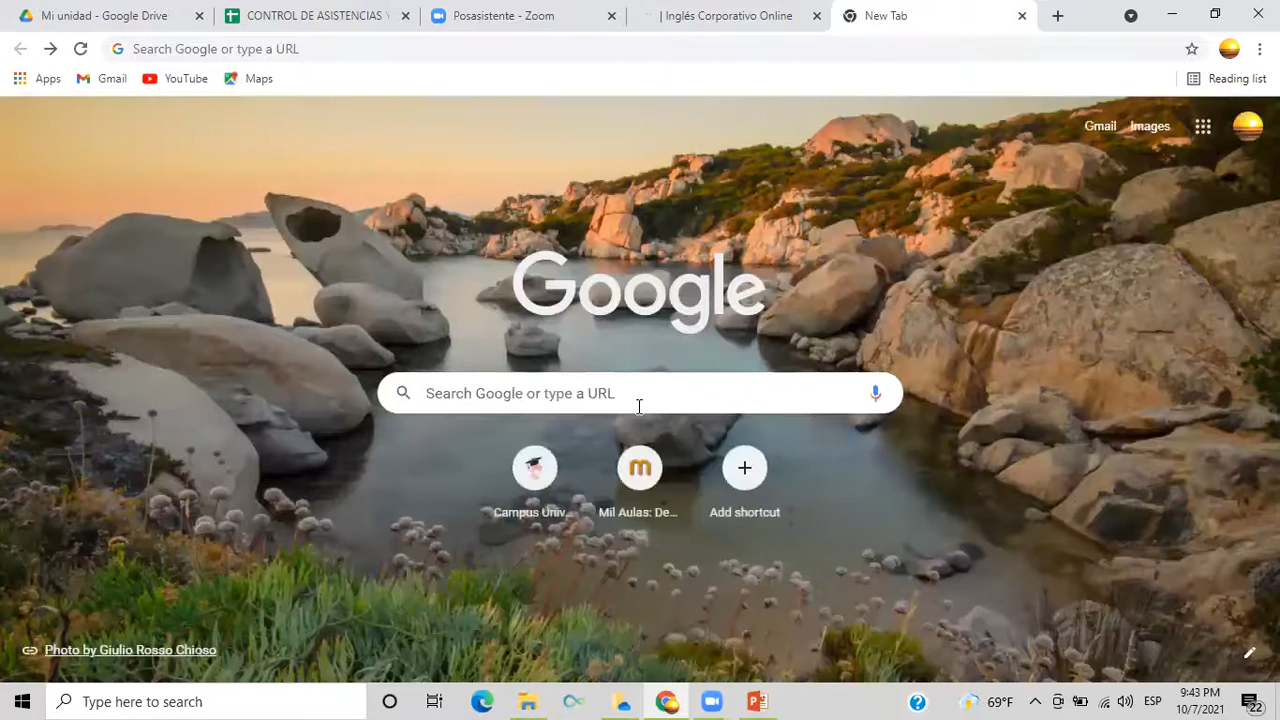 Mi unidad - Google Drive
CONTROL DE ASISTENCIAS
Posasistente - Zoom
| Inglés Corporativo Online
New Tab
Search Google or type a URL
Apps
Gmail
YouTube
Maps
Reading list
Gmail
Images
Google
Search Google or type a URL
Campus Univ...
Mil Aulas: De...
Add shortcut
Photo by Giulio Rosso Chioso
Type here to search
69°F
ESP
9:43 PM
10/7/2021
22